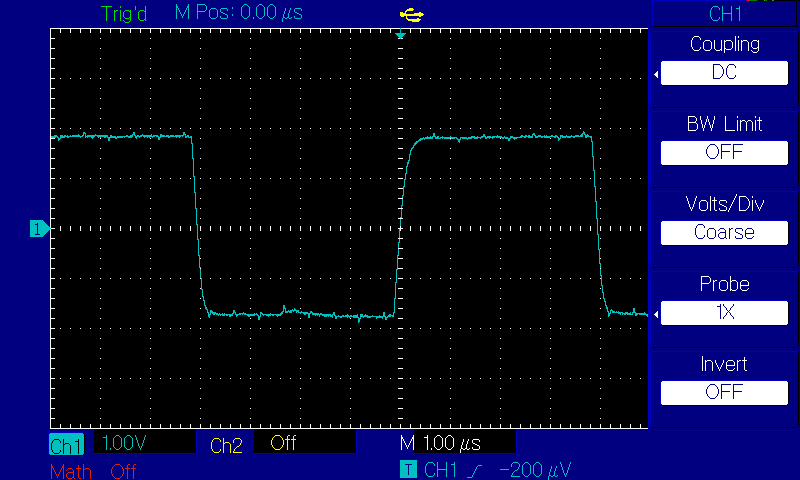 Trig'd M Pos: 0.00 μs CH1
Coupling
DC
BW Limit
OFF
Volts/Div
Coarse
Probe
1X
Invert
OFF
1
Ch1 1.00V Ch2 Off M 1.00 μs
Math Off T CH1 -200 μV